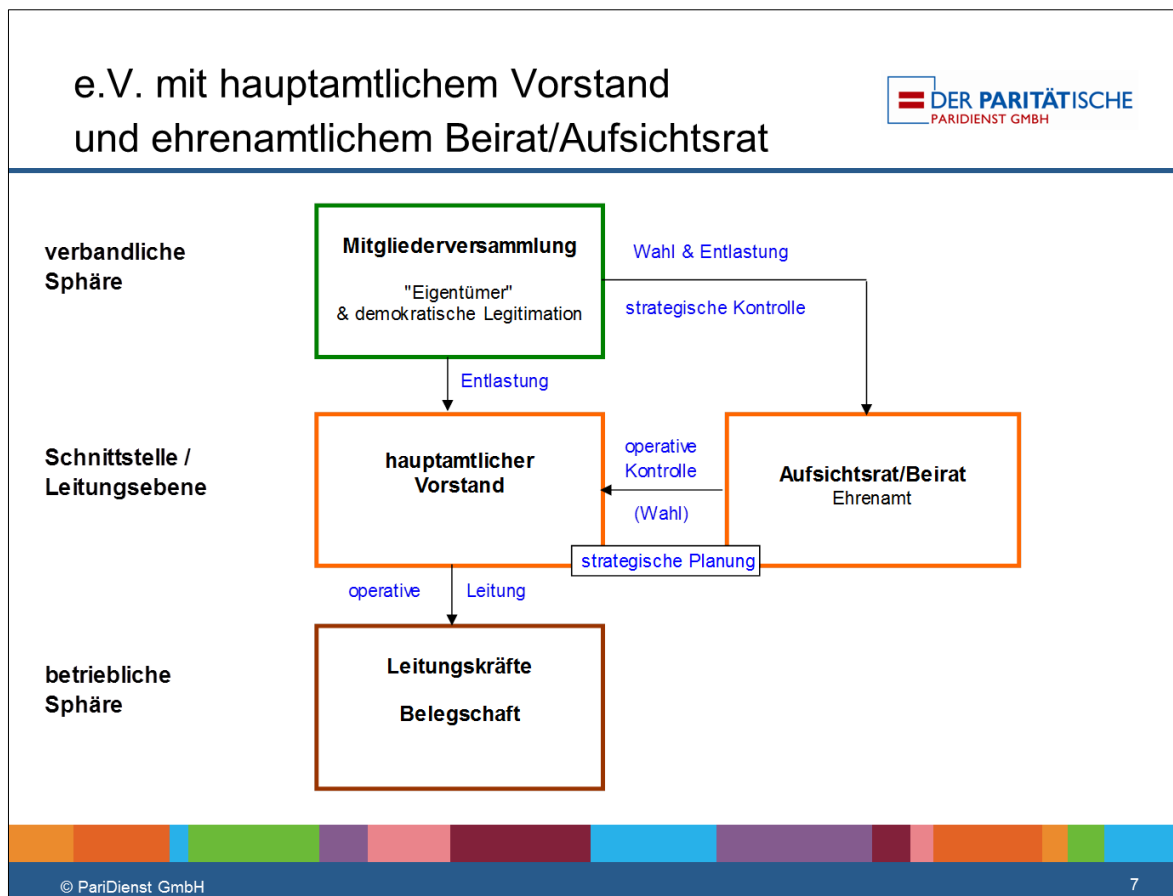 e.V. mit hauptamtlichem Vorstand
und ehrenamtlichem Beirat/Aufsichtsrat
DER PARITÄTISCHE
PARIDIENST GMBH
verbandliche
Sphäre
Mitgliederversammlung
"Eigentümer"
& demokratische Legitimation
Wahl & Entlastung
strategische Kontrolle
Entlastung
Schnittstelle /
Leitungsebene
hauptamtlicher
Vorstand
operative
Kontrolle
(Wahl)
Aufsichtsrat/Beirat
Ehrenamt
strategische Planung
operative Leitung
betriebliche
Sphäre
Leitungskräfte
Belegschaft
© PariDienst GmbH
7